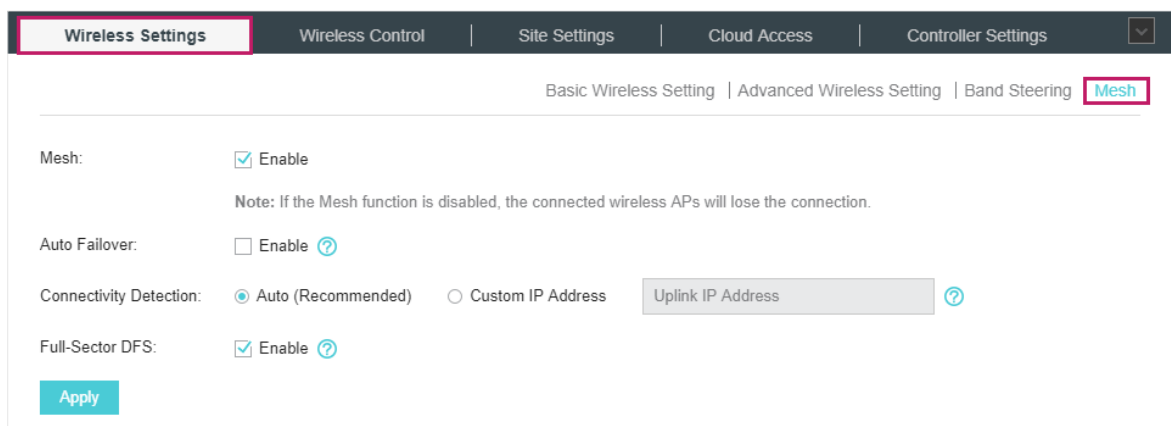 Wireless Settings | Wireless Control | Site Settings | Cloud Access | Controller Settings
Basic Wireless Setting | Advanced Wireless Setting | Band Steering Mesh
Mesh: Enable
Note: If the Mesh function is disabled, the connected wireless APs will lose the connection.
Auto Failover: Enable ?
Connectivity Detection: Auto (Recommended) Custom IP Address Uplink IP Address ?
Full-Sector DFS: Enable ?
Apply